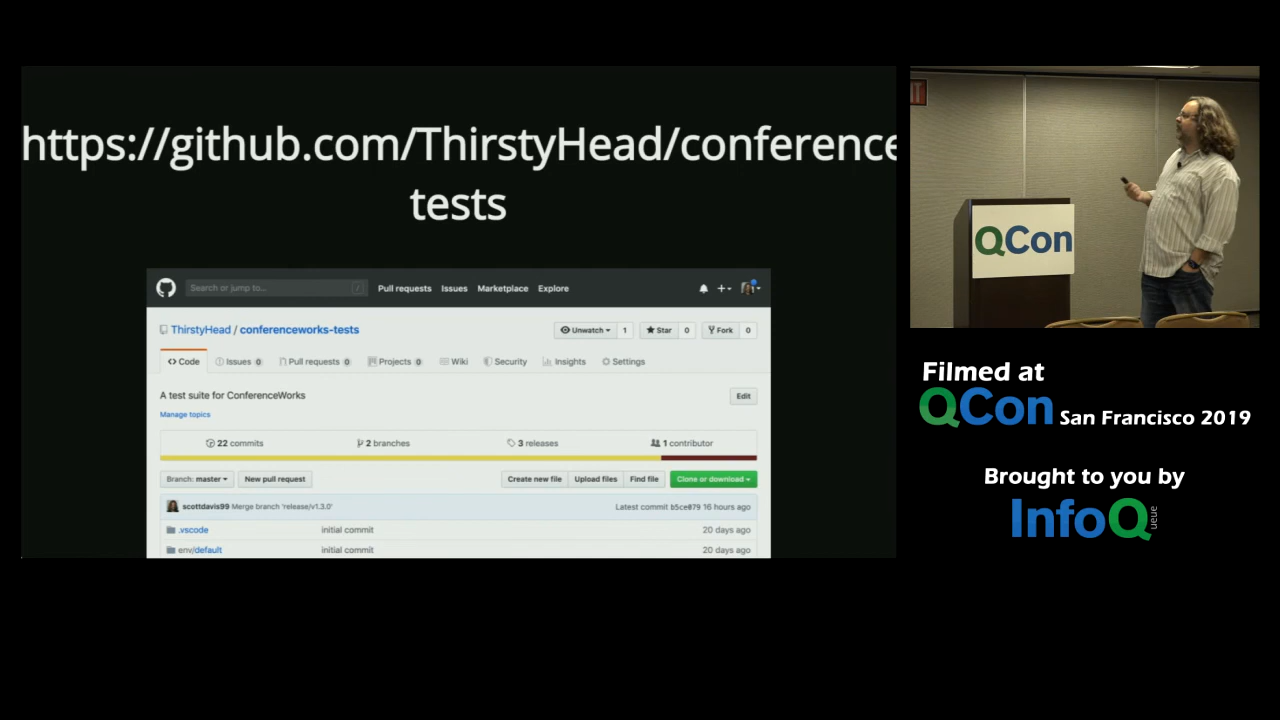 https://github.com/ThirstyHead/conference
tests
Search or jump to... /
Pull requests Issues Marketplace Explore
ThirstyHead / conferenceworks-tests
Unwatch 1 Star 0 Fork 0
Code Issues 0 Pull requests 0 Projects 0 Wiki Security Insights Settings
A test suite for ConferenceWorks
Edit
Manage topics
22 commits 2 branches 3 releases 1 contributor
Branch: master New pull request Create new file Upload files Find file Clone or download
scottdavis99 Merge branch 'release/v1.3.0' Latest commit b5ce879 16 hours ago
.vscode initial commit 20 days ago
env/default initial commit 20 days ago
IT
QCon
Filmed at
QCon San Francisco 2019
Brought to you by
InfoQ